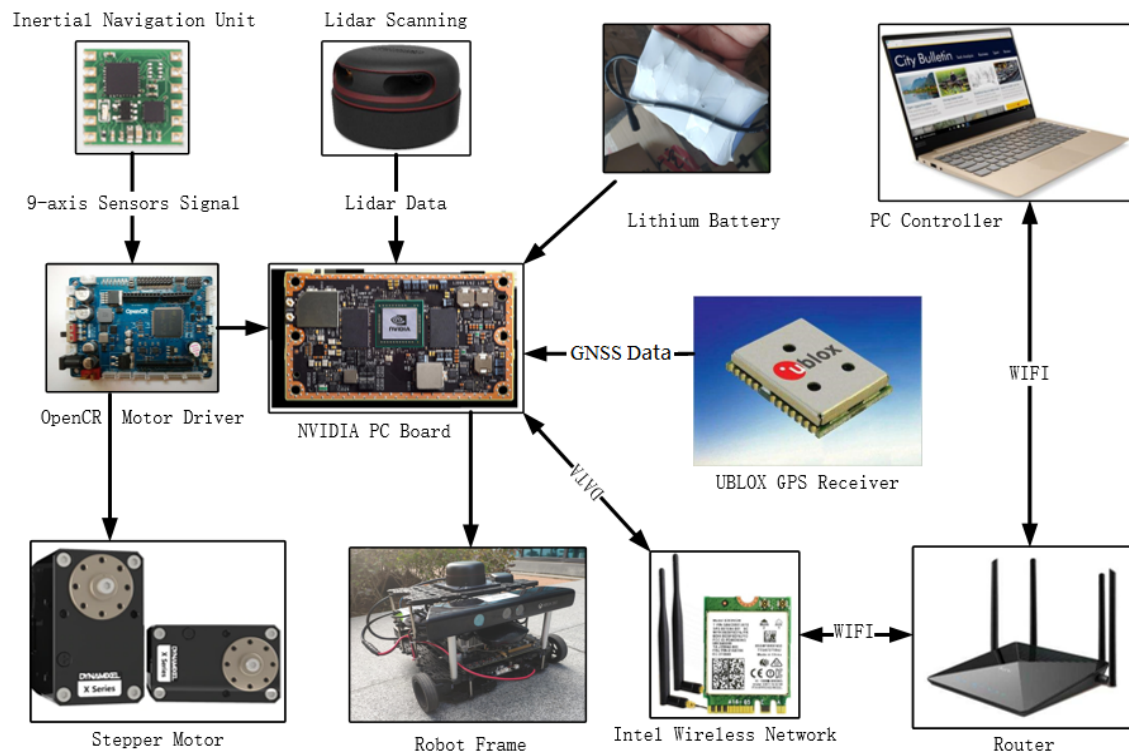 Inertial Navigation Unit
Lidar Scanning
City Bulletin
9-axis Sensors Signal
Lidar Data
Lithium Battery
PC Controller
OpenCR
NVIDIA
GNSS Data
ublox
WIFI
OpenCR Motor Driver
NVIDIA PC Board
UBLOX GPS Receiver
DATA
DYNAMIXEL
X Series
X Series
WIFI
Stepper Motor
Robot Frame
Intel Wireless Network
Router